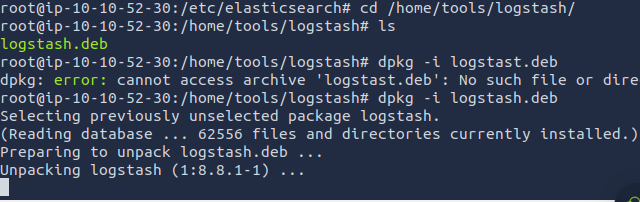 root@ip-10-10-52-30:/etc/elasticsearch# cd /home/tools/logstash/
root@ip-10-10-52-30:/home/tools/logstash# ls
logstash.deb
root@ip-10-10-52-30:/home/tools/logstash# dpkg -i logstast.deb
dpkg: error: cannot access archive 'logstast.deb': No such file or dire
root@ip-10-10-52-30:/home/tools/logstash# dpkg -i logstash.deb
Selecting previously unselected package logstash.
(Reading database ... 62556 files and directories currently installed.)
Preparing to unpack logstash.deb ...
Unpacking logstash (1:8.8.1-1) ...